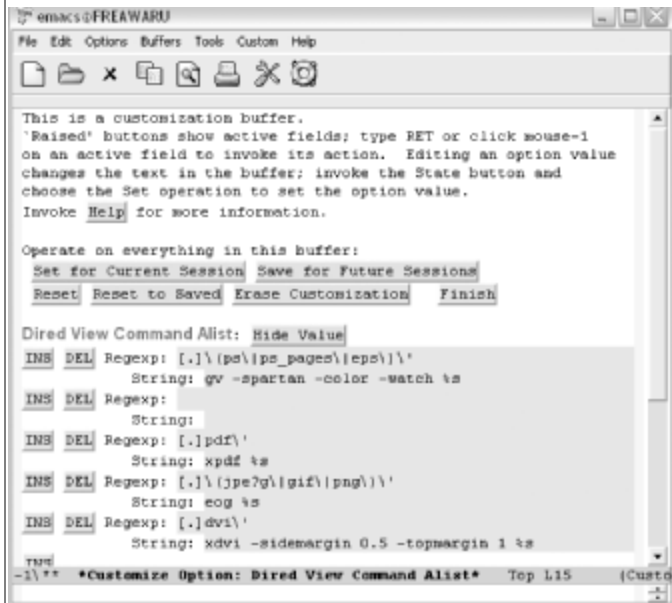 emacs@FREAWARU
File Edit Options Buffers Tools Custom Help
This is a customization buffer.
`Raised' buttons show active fields; type RET or click mouse-1
on an active field to invoke its action.  Editing an option value
changes the text in the buffer; invoke the State button and
choose the Set operation to set the option value.
Invoke Help for more information.
Operate on everything in this buffer:
Set for Current Session Save for Future Sessions
Reset Reset to Saved Erase Customization Finish
Dired View Command Alist: Hide Value
INS DEL Regexp: [.]\(ps\|ps_pages\|eps\)\'
String: gv -spartan -color -watch %s
INS DEL Regexp:
String:
INS DEL Regexp: [.]pdf\'
String: xpdf %s
INS DEL Regexp: [.]\(jpe?g\|gif\|png\)\'
String: eog %s
INS DEL Regexp: [.]dvi\'
String: xdvi -sidemargin 0.5 -topmargin 1 %s
INS
-1\** *Customize Option: Dired View Command Alist* Top L15 (Custo